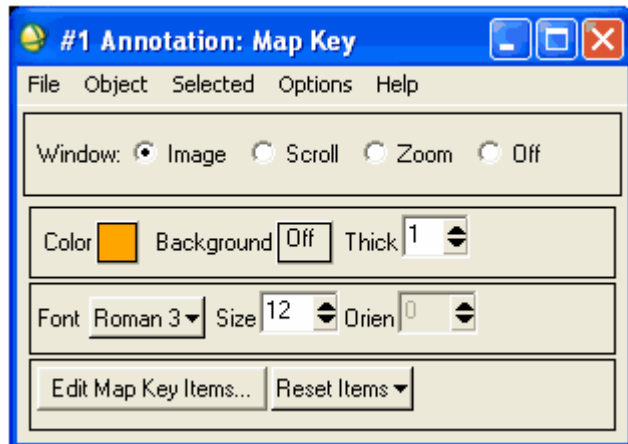 #1 Annotation: Map Key
File Object Selected Options Help
Window: Image Scroll Zoom Off
Color Background Off Thick 1
Font Roman 3 Size 12 Orien 0
Edit Map Key Items... Reset Items